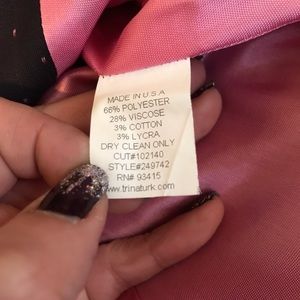 MADE IN U.S.A
66% POLYESTER
28% VISCOSE
3% COTTON
3% LYCRA
DRY CLEAN ONLY
CUT#102140
STYLE#249742
RN# 93415
www.trinaturk.com